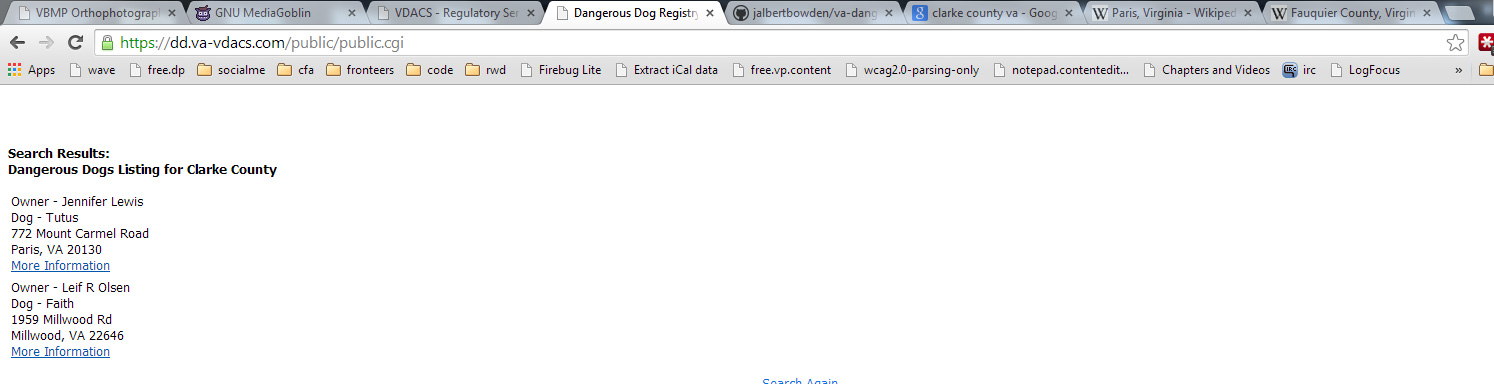 VBMP Orthophotograph
GNU MediaGoblin
VDACS - Regulatory Ser
Dangerous Dog Registry
jalbertbowden/va-dang
clarke county va - Goog
Paris, Virginia - Wikiped
Fauquier County, Virgin
https://dd.va-vdacs.com/public/public.cgi
Apps wave free.dp socialme cfa fronteers code rwd Firebug Lite Extract iCal data free.vp.content wcag2.0-parsing-only notepad.contentedit... Chapters and Videos irc LogFocus »
Search Results:
Dangerous Dogs Listing for Clarke County
Owner - Jennifer Lewis
Dog - Tutus
772 Mount Carmel Road
Paris, VA 20130
More Information
Owner - Leif R Olsen
Dog - Faith
1959 Millwood Rd
Millwood, VA 22646
More Information
Search Again